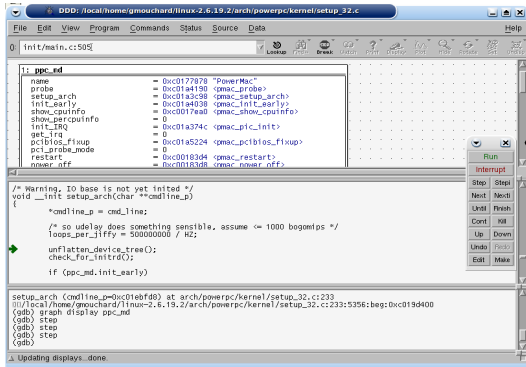 DDD: /local/home/gmouchard/linux-2.6.19.2/arch/powerpc/kernel/setup_32.c
File Edit View Program Commands Status Source Data Help
0: init/main.c:505
Lookup Break Watch Print Display Plot Hide Rotate Set Undisp
1: ppc_md
name = 0xc0177878 "PowerMac"
probe = 0xc01a4190 <pmac_probe>
setup_arch = 0xc01a3c98 <pmac_setup_arch>
init_early = 0xc01a4038 <pmac_init_early>
show_cpuinfo = 0xc0017ea0 <pmac_show_cpuinfo>
show_percpuinfo = 0
init_IRQ = 0xc01a374c <pmac_pic_init>
get_irq = 0
pcibios_fixup = 0xc01a5224 <pmac_pcibios_fixup>
pci_probe_mode = 0
restart = 0xc00183d4 <pmac_restart>
power_off = 0xc00183d4 <pmac_power_off>
Run
Interrupt
Step Stepi
Next Nexti
Until Finish
Cont Kill
Up Down
Undo Redo
Edit Make
/* Warning, IO base is not yet inited */
void __init setup_arch(char **cmdline_p)
{
*cmdline_p = cmd_line;
/* so udelay does something sensible, assume <= 1000 bogomips */
loops_per_jiffy = 500000000 / HZ;
unflatten_device_tree();
check_for_initrd();
if (ppc_md.init_early)
setup_arch (cmdline_p=0xc01ebfd8) at arch/powerpc/kernel/setup_32.c:233
/local/home/gmouchard/linux-2.6.19.2/arch/powerpc/kernel/setup_32.c:233:5356:beg:0xc019d400
(gdb) graph display ppc_md
(gdb) step
(gdb) step
(gdb) step
(gdb)
Updating displays...done.